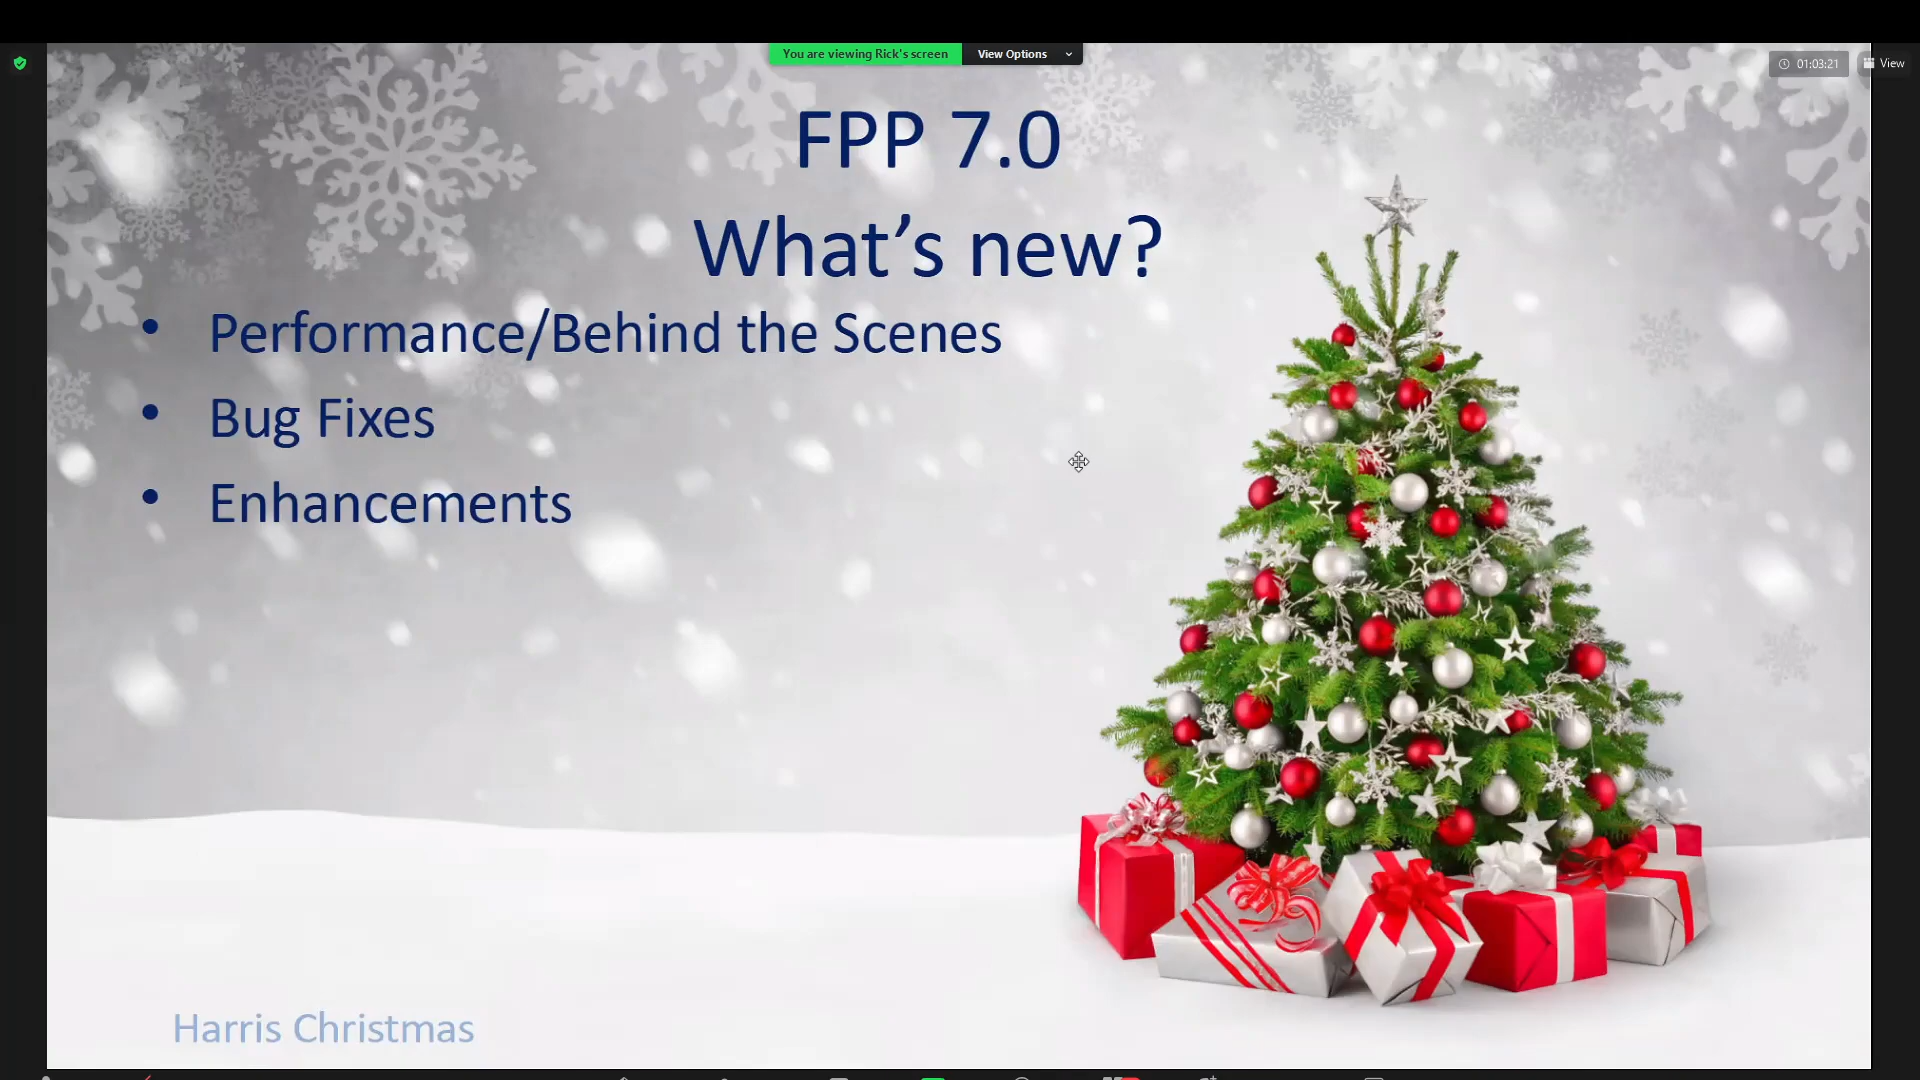 You are viewing Rick's screen
View Options
01:03:21
View
FPP 7.0
What’s new?
• Performance/Behind the Scenes
• Bug Fixes
• Enhancements
Harris Christmas